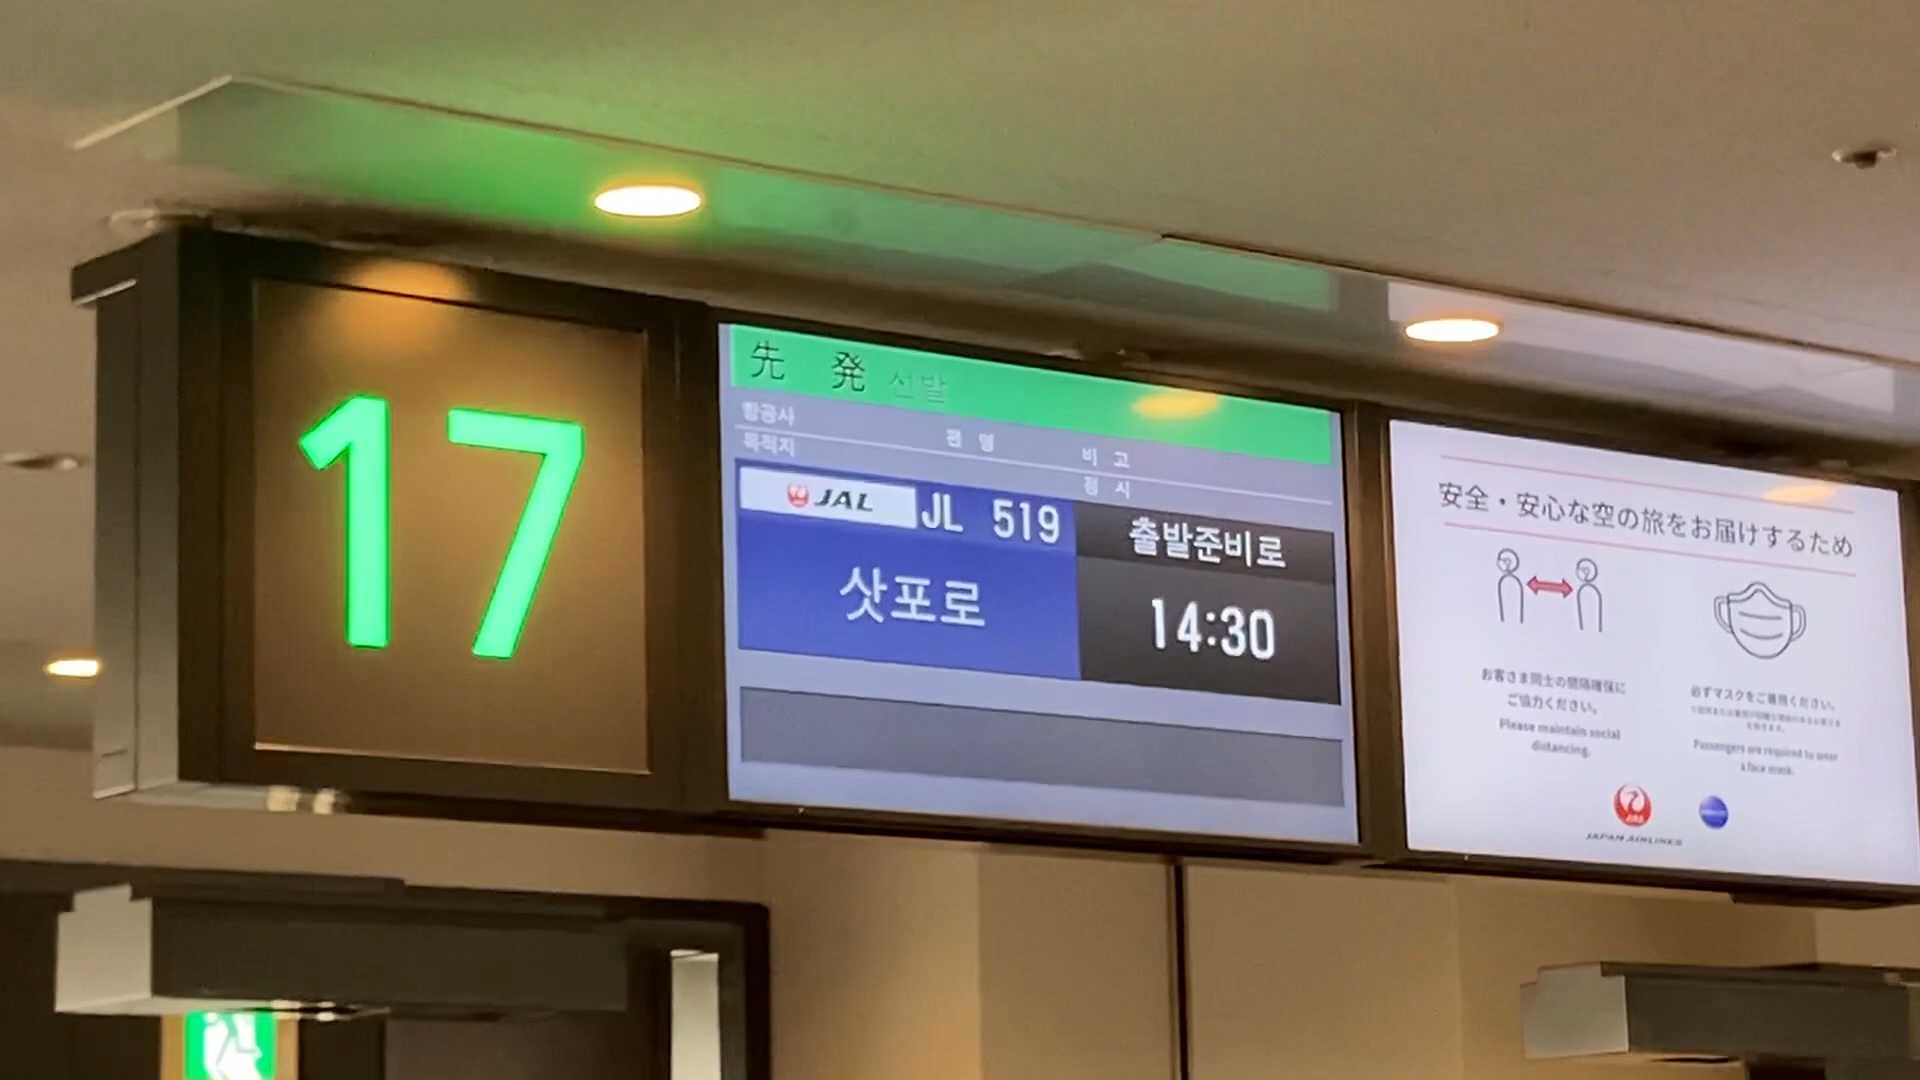 17
先 発 선발
항공사
목적지
편 명
비 고
정 시
JAL
JL 519
출발준비로
삿포로
14:30
安全・安心な空の旅をお届けするため
お客さま同士の間隔確保に
ご協力ください。
Please maintain social
distancing.
必ずマスクをご着用ください。
Passengers are required to wear
a face mask.
JAL
JAPAN AIRLINES